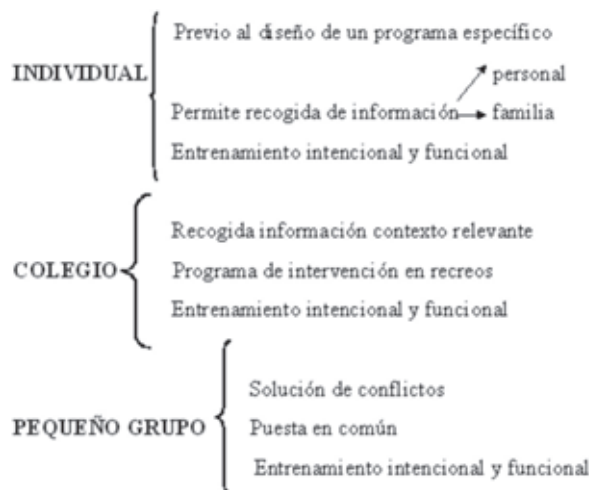 Previo al diseño de un programa específico
INDIVIDUAL
personal
Permite recogida de información
familia
Entrenamiento intencional y funcional
Recogida información contexto relevante
COLEGIO
Programa de intervención en recreos
Entrenamiento intencional y funcional
Solución de conflictos
PEQUEÑO GRUPO
Puesta en común
Entrenamiento intencional y funcional